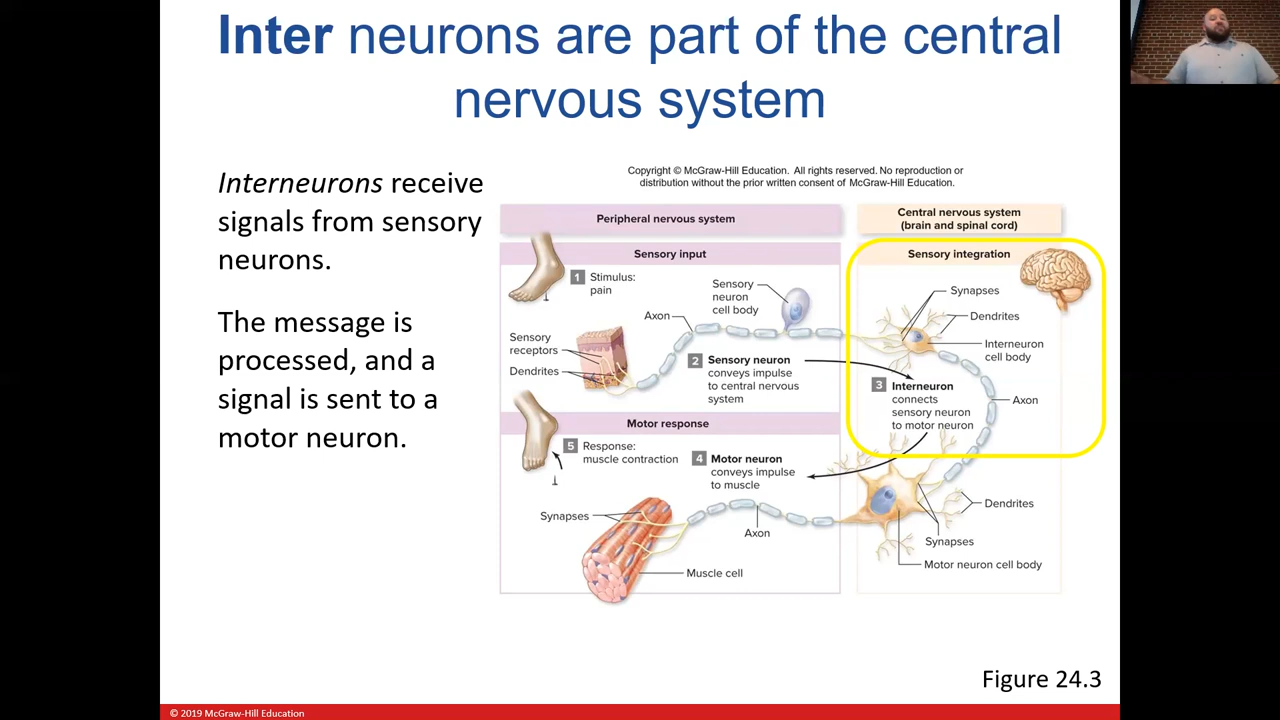 Inter neurons are part of the central
nervous system
Interneurons receive
signals from sensory
neurons.
The message is
processed, and a
signal is sent to a
motor neuron.
Copyright © McGraw-Hill Education. All rights reserved. No reproduction or
distribution without the prior written consent of McGraw-Hill Education.
Peripheral nervous system
Central nervous system
(brain and spinal cord)
Sensory input
Sensory integration
1 Stimulus:
pain
Sensory
neuron
cell body
Axon
Sensory
receptors
Dendrites
2 Sensory neuron
conveys impulse
to central nervous
system
Synapses
Dendrites
Interneuron
cell body
3 Interneuron
connects
sensory neuron
to motor neuron
Axon
Motor response
5 Response:
muscle contraction
4 Motor neuron
conveys impulse
to muscle
Synapses
Axon
Muscle cell
Dendrites
Synapses
Motor neuron cell body
Figure 24.3
© 2019 McGraw-Hill Education